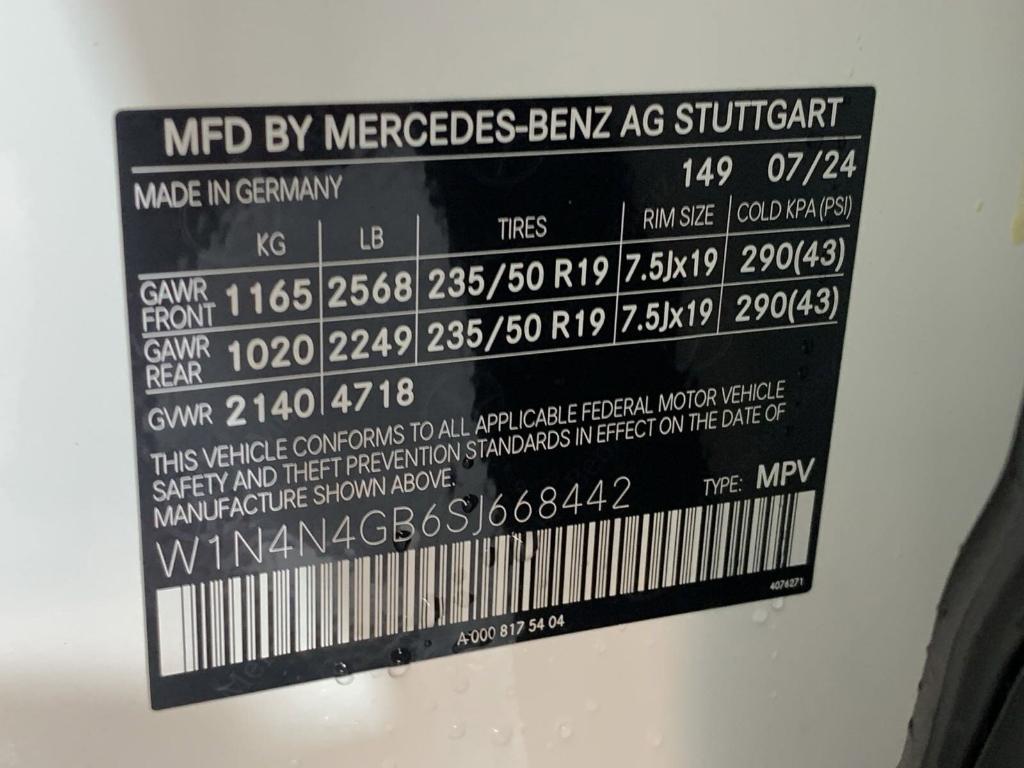 MFD BY MERCEDES-BENZ AG STUTTGART
MADE IN GERMANY 149 07/24
KG LB TIRES RIM SIZE COLD KPA (PSI)
GAWR FRONT 1165 2568 235/50 R19 7.5Jx19 290(43)
GAWR REAR 1020 2249 235/50 R19 7.5Jx19 290(43)
GVWR 2140 4718
THIS VEHICLE CONFORMS TO ALL APPLICABLE FEDERAL MOTOR VEHICLE
SAFETY AND THEFT PREVENTION STANDARDS IN EFFECT ON THE DATE OF
MANUFACTURE SHOWN ABOVE.
W1N4N4GB6SJ668442 TYPE: MPV
4076271
A 000 817 54 04